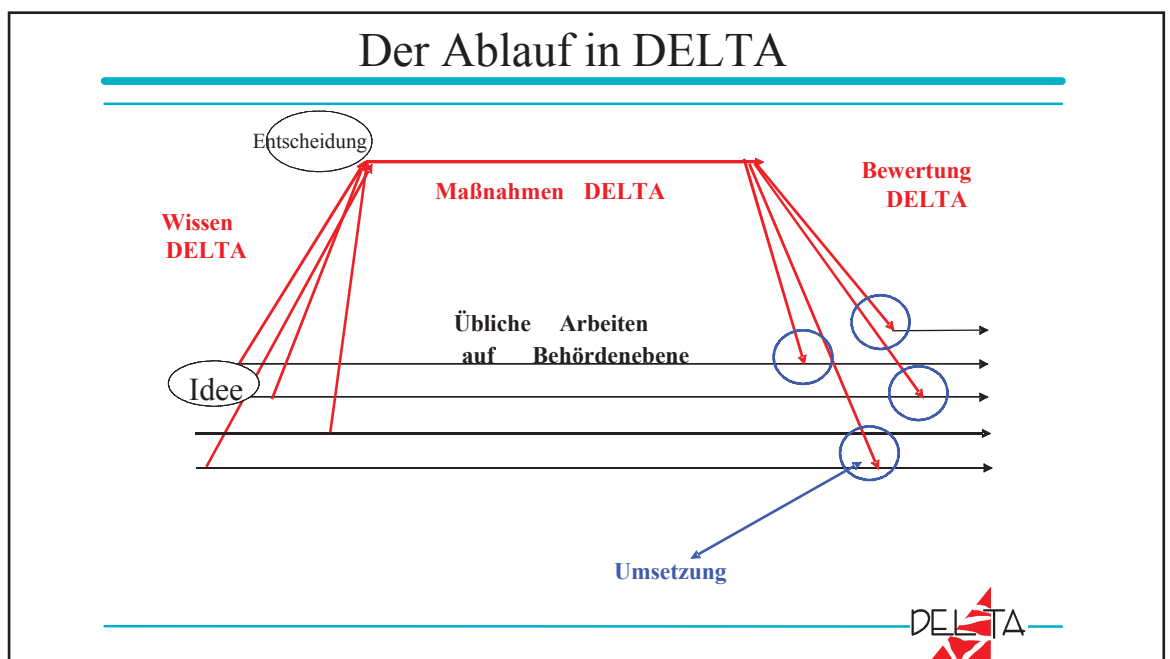 Der Ablauf in DELTA
Entscheidung
Maßnahmen DELTA
Bewertung
DELTA
Wissen
DELTA
Übliche Arbeiten
auf Behördenebene
Idee
Umsetzung
DELTA